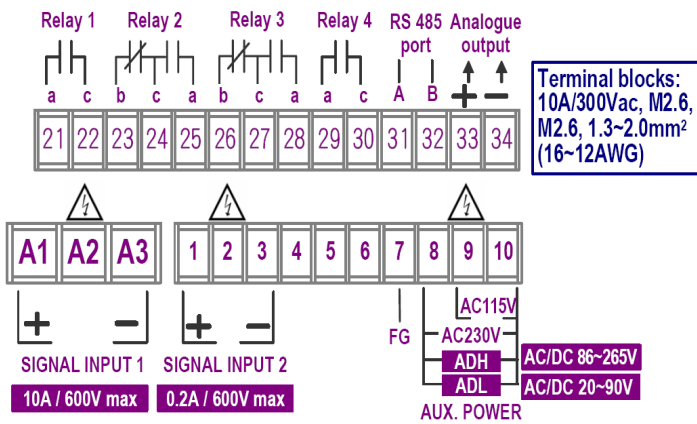 Relay 1 Relay 2 Relay 3 Relay 4 RS 485 port Analogue output
a c b c a b c a a c A B + −
21 22 23 24 25 26 27 28 29 30 31 32 33 34
Terminal blocks:
10A/300Vac, M2.6,
M2.6, 1.3~2.0mm²
(16~12AWG)
A1 A2 A3 1 2 3 4 5 6 7 8 9 10
+ − + −
FG
AC115V
AC230V
SIGNAL INPUT 1 SIGNAL INPUT 2
10A / 600V max 0.2A / 600V max
ADH AC/DC 86~265V
ADL AC/DC 20~90V
AUX. POWER